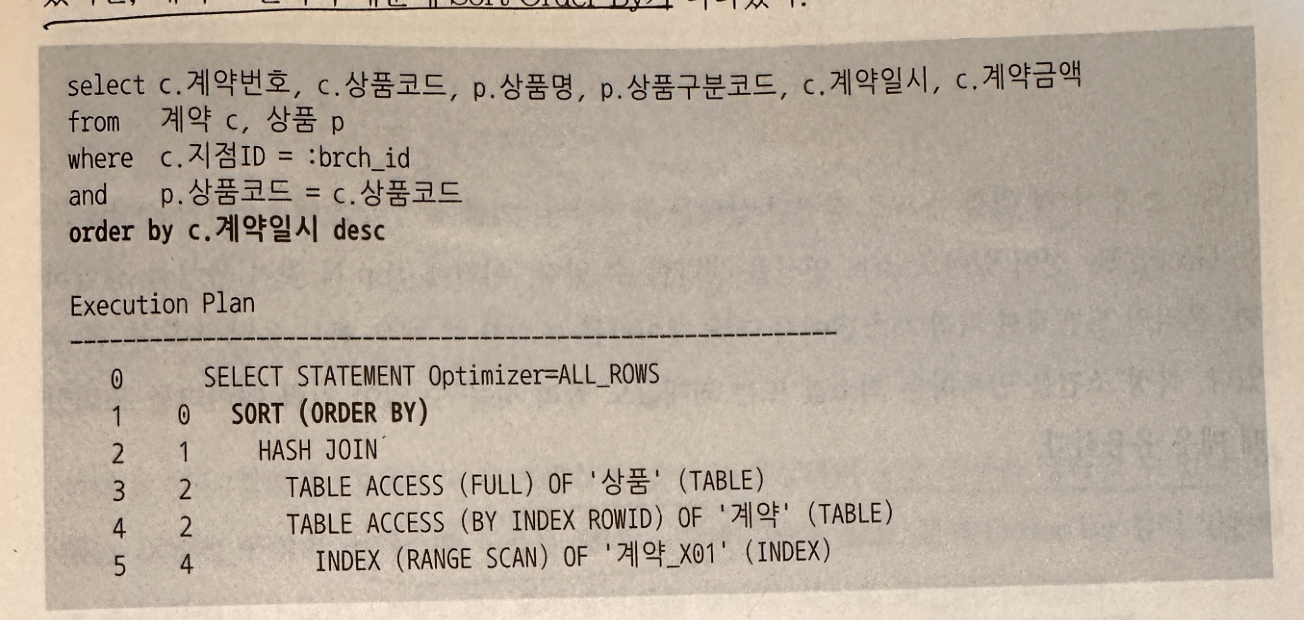 Sort Order By가
select c.계약번호, c.상품코드, p.상품명, p.상품구분코드, c.계약일시, c.계약금액
from 계약 c, 상품 p
where c.지점ID = :brch_id
and p.상품코드 = c.상품코드
order by c.계약일시 desc
Execution Plan
0 SELECT STATEMENT Optimizer=ALL_ROWS
1 0 SORT (ORDER BY)
2 1 HASH JOIN
3 2 TABLE ACCESS (FULL) OF '상품' (TABLE)
4 2 TABLE ACCESS (BY INDEX ROWID) OF '계약' (TABLE)
5 4 INDEX (RANGE SCAN) OF '계약_X01' (INDEX)